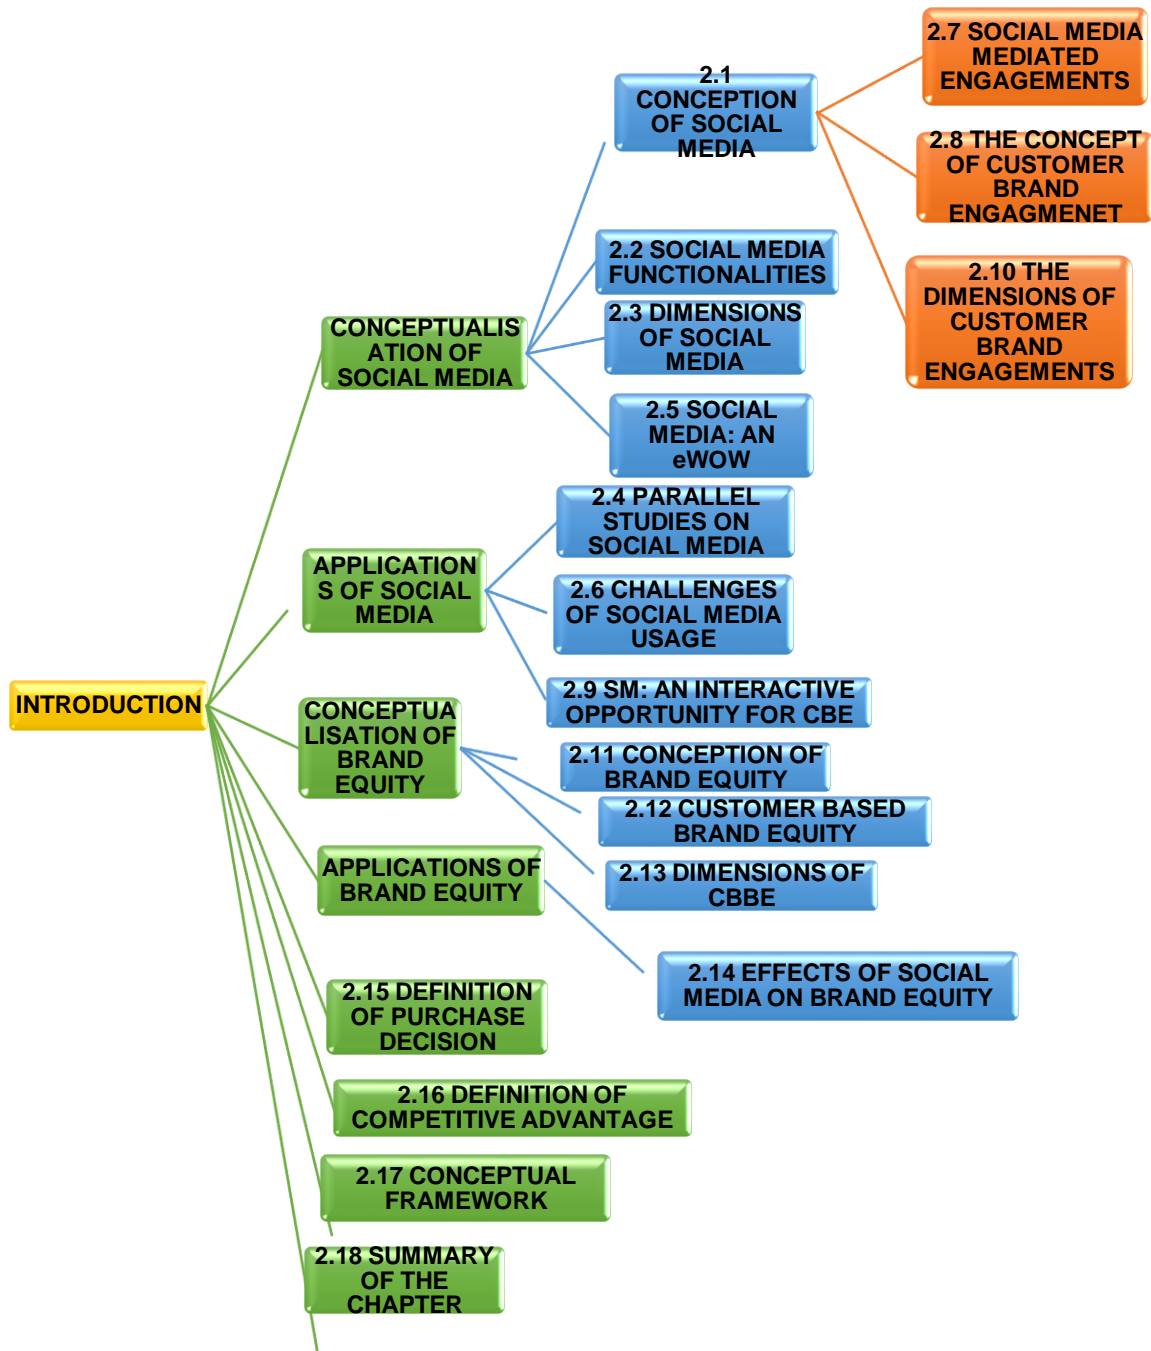 INTRODUCTION
CONCEPTUALIS
ATION OF
SOCIAL MEDIA
2.1
CONCEPTION
OF SOCIAL
MEDIA
2.7 SOCIAL MEDIA
MEDIATED
ENGAGEMENTS
2.8 THE CONCEPT
OF CUSTOMER
BRAND
ENGAGMENET
2.10 THE
DIMENSIONS OF
CUSTOMER
BRAND
ENGAGEMENTS
2.2 SOCIAL MEDIA
FUNCTIONALITIES
2.3 DIMENSIONS
OF SOCIAL
MEDIA
2.5 SOCIAL
MEDIA: AN
eWOW
APPLICATION
S OF SOCIAL
MEDIA
2.4 PARALLEL
STUDIES ON
SOCIAL MEDIA
2.6 CHALLENGES
OF SOCIAL MEDIA
USAGE
2.9 SM: AN INTERACTIVE
OPPORTUNITY FOR CBE
CONCEPTUA
LISATION OF
BRAND
EQUITY
2.11 CONCEPTION OF
BRAND EQUITY
2.12 CUSTOMER BASED
BRAND EQUITY
2.13 DIMENSIONS OF
CBBE
APPLICATIONS OF
BRAND EQUITY
2.14 EFFECTS OF SOCIAL
MEDIA ON BRAND EQUITY
2.15 DEFINITION
OF PURCHASE
DECISION
2.16 DEFINITION OF
COMPETITIVE ADVANTAGE
2.17 CONCEPTUAL
FRAMEWORK
2.18 SUMMARY
OF THE
CHAPTER